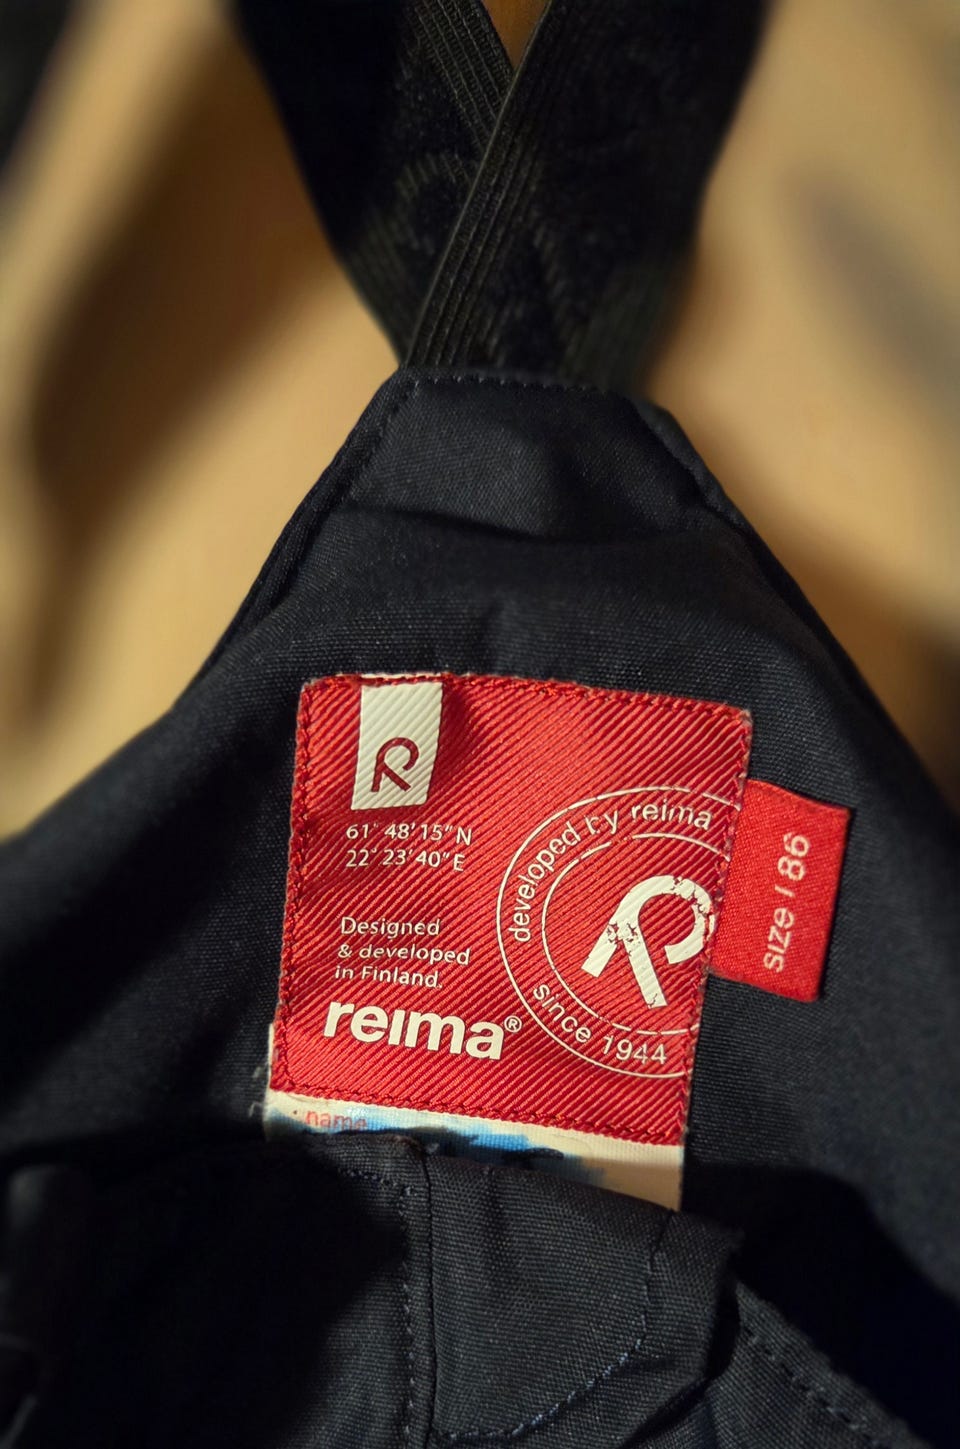 R
61° 48' 15" N
22° 23' 40" E
Designed
& developed
in Finland.
reima®
developed by reima
R
since 1944
size / 86
name